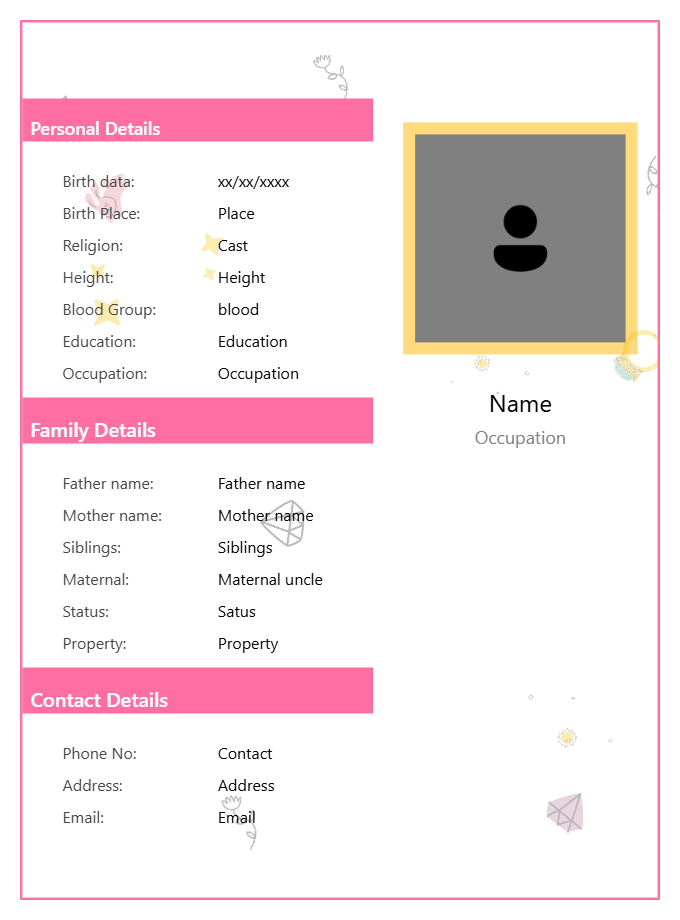 Personal Details
Birth data: xx/xx/xxxx
Birth Place: Place
Religion: Cast
Height: Height
Blood Group: blood
Education: Education
Occupation: Occupation
Name
Occupation
Family Details
Father name: Father name
Mother name: Mother name
Siblings: Siblings
Maternal: Maternal uncle
Status: Satus
Property: Property
Contact Details
Phone No: Contact
Address: Address
Email: Email